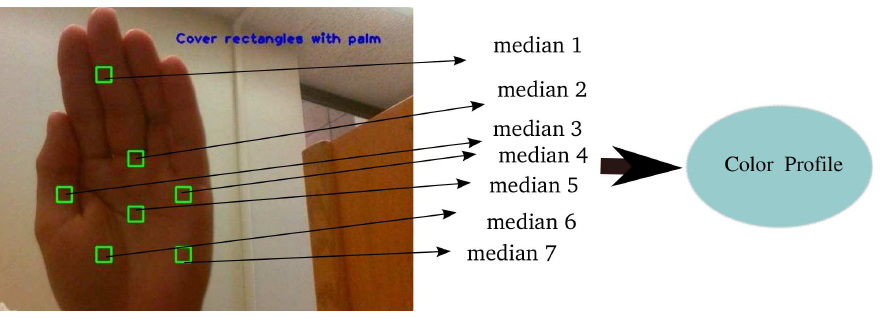 Cover rectangles with palm
median 1
median 2
median 3
median 4
median 5
median 6
median 7
Color Profile